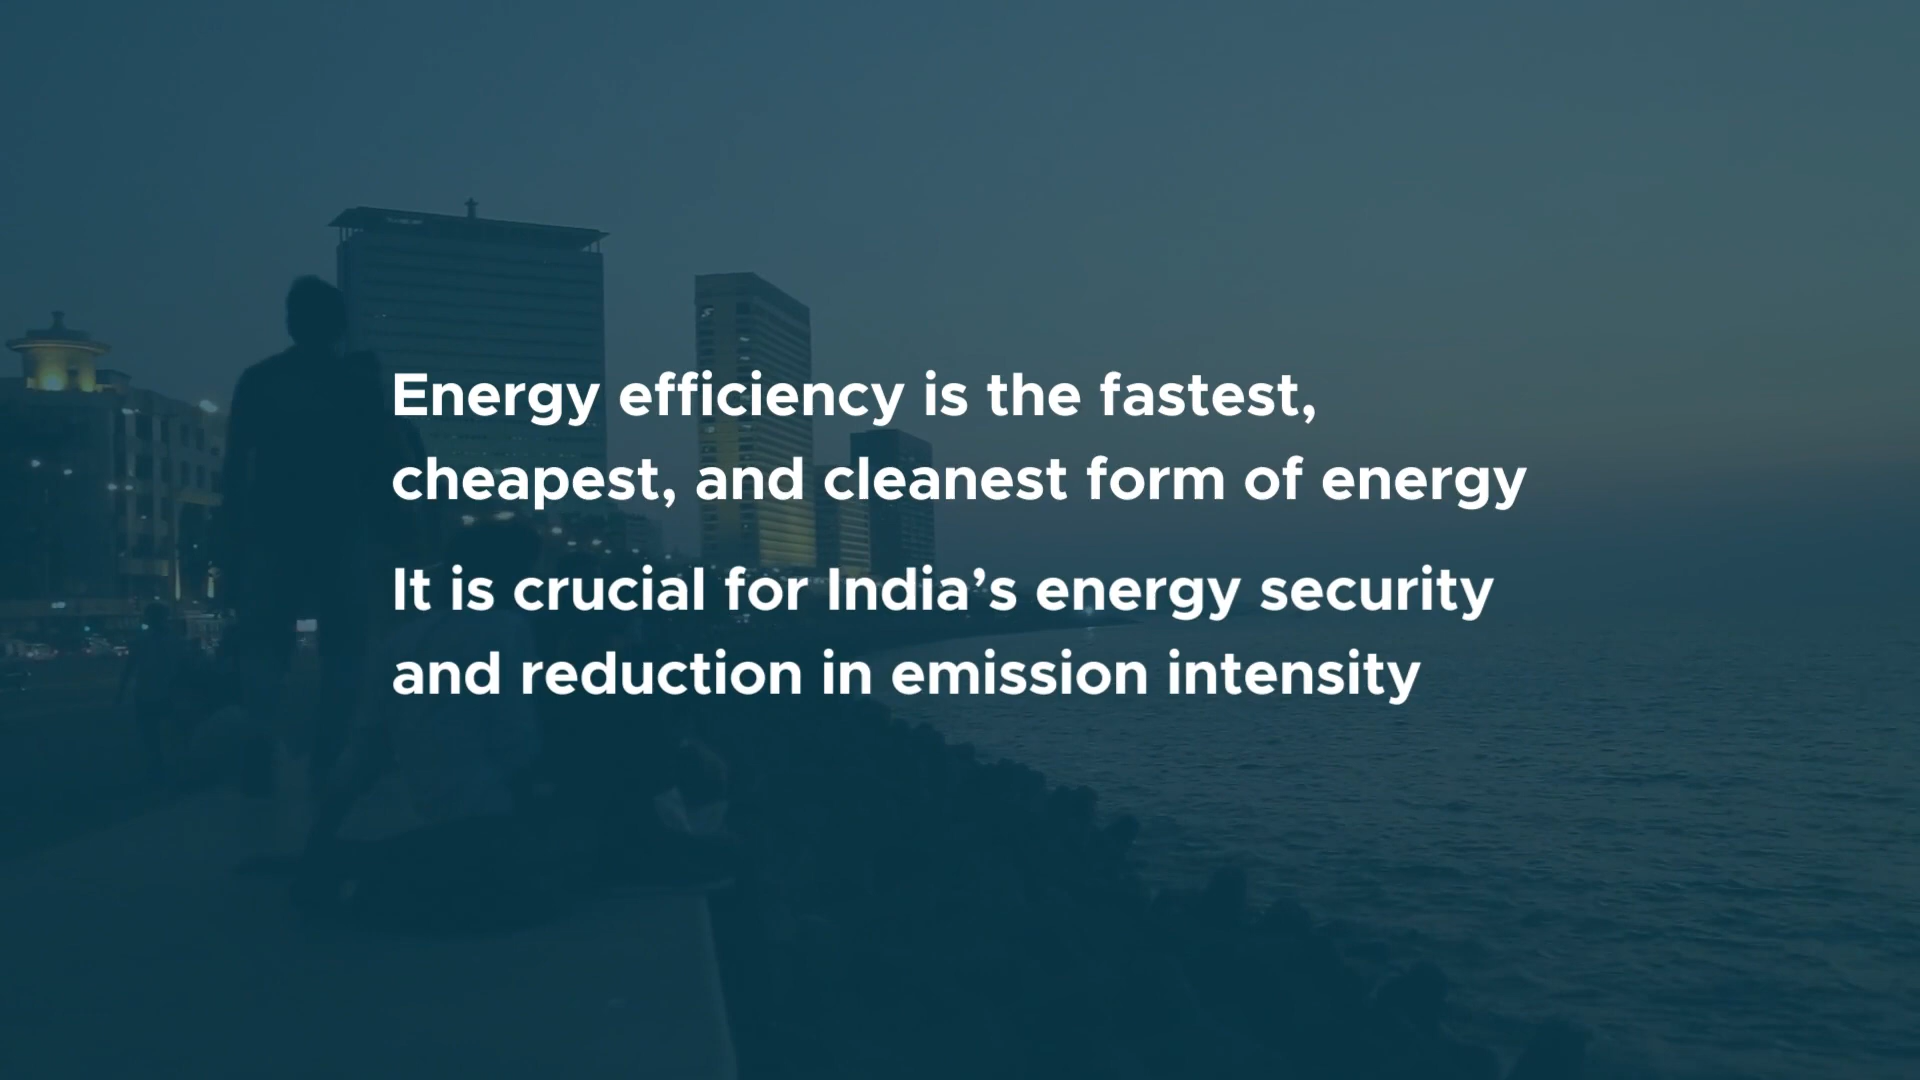 Energy efficiency is the fastest,
cheapest, and cleanest form of energy
It is crucial for India’s energy security
and reduction in emission intensity